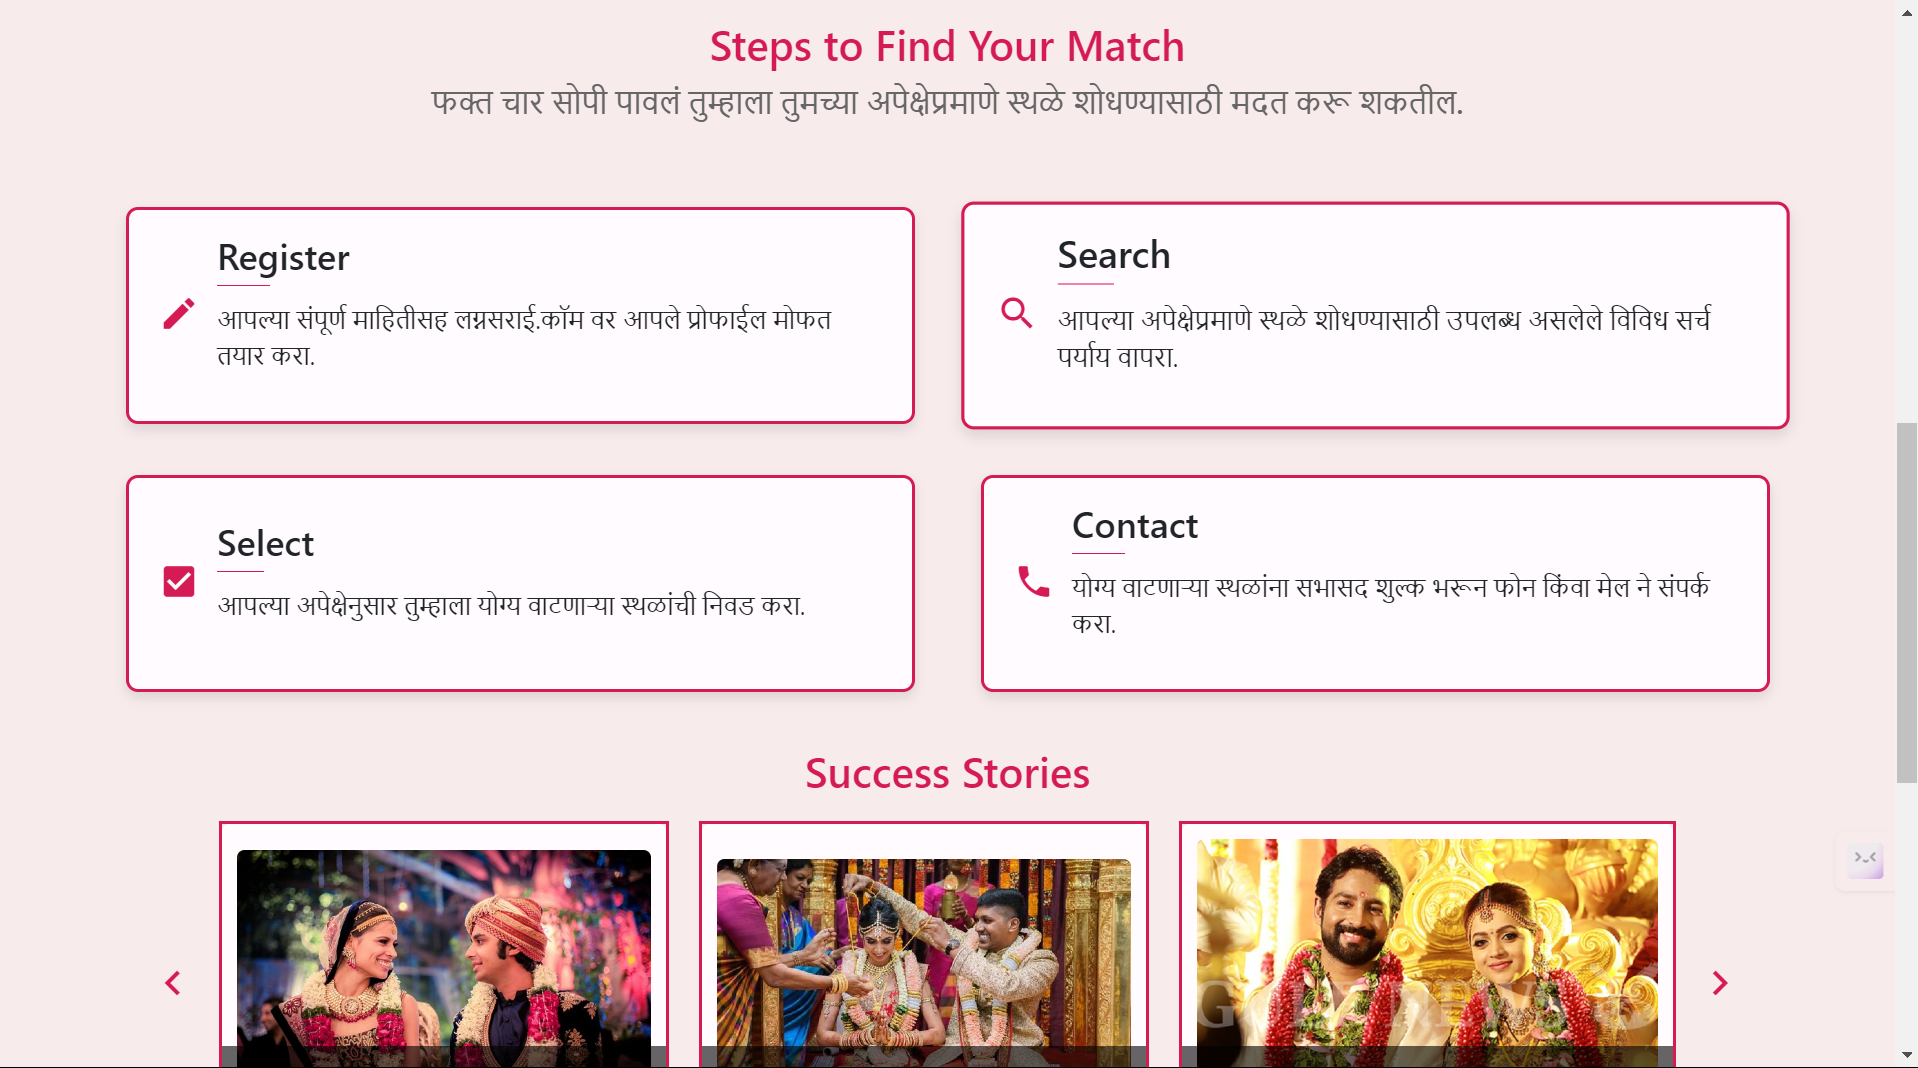 Steps to Find Your Match
फक्त चार सोपी पावलं तुम्हाला तुमच्या अपेक्षेप्रमाणे स्थळे शोधण्यासाठी मदत करू शकतील.
Register
आपल्या संपूर्ण माहितीसह लग्नसराई.कॉम वर आपले प्रोफाईल मोफत
तयार करा.
Search
आपल्या अपेक्षेप्रमाणे स्थळे शोधण्यासाठी उपलब्ध असलेले विविध सर्च
पर्याय वापरा.
Select
आपल्या अपेक्षेनुसार तुम्हाला योग्य वाटणाऱ्या स्थळांची निवड करा.
Contact
योग्य वाटणाऱ्या स्थळांना सभासद शुल्क भरून फोन किंवा मेल ने संपर्क
करा.
Success Stories